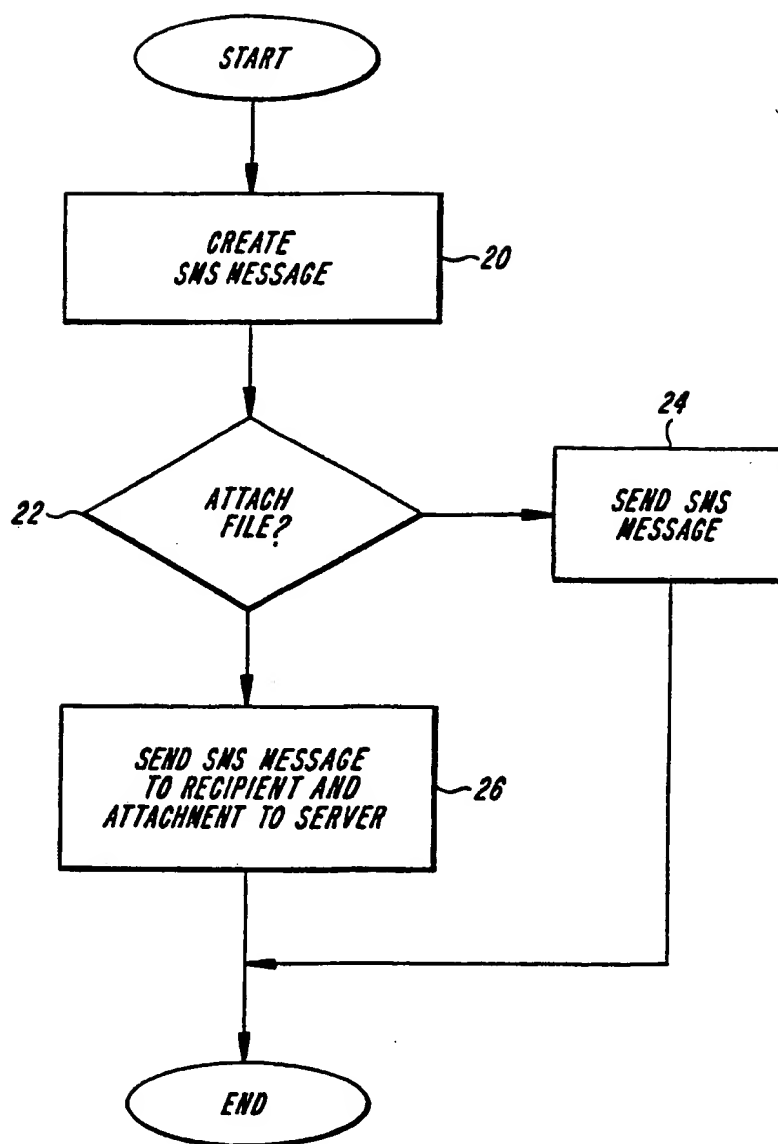 START
CREATE
SMS MESSAGE
20
22
ATTACH
FILE?
24
SEND SMS
MESSAGE
SEND SMS MESSAGE
TO RECIPIENT AND
ATTACHMENT TO SERVER
26
END